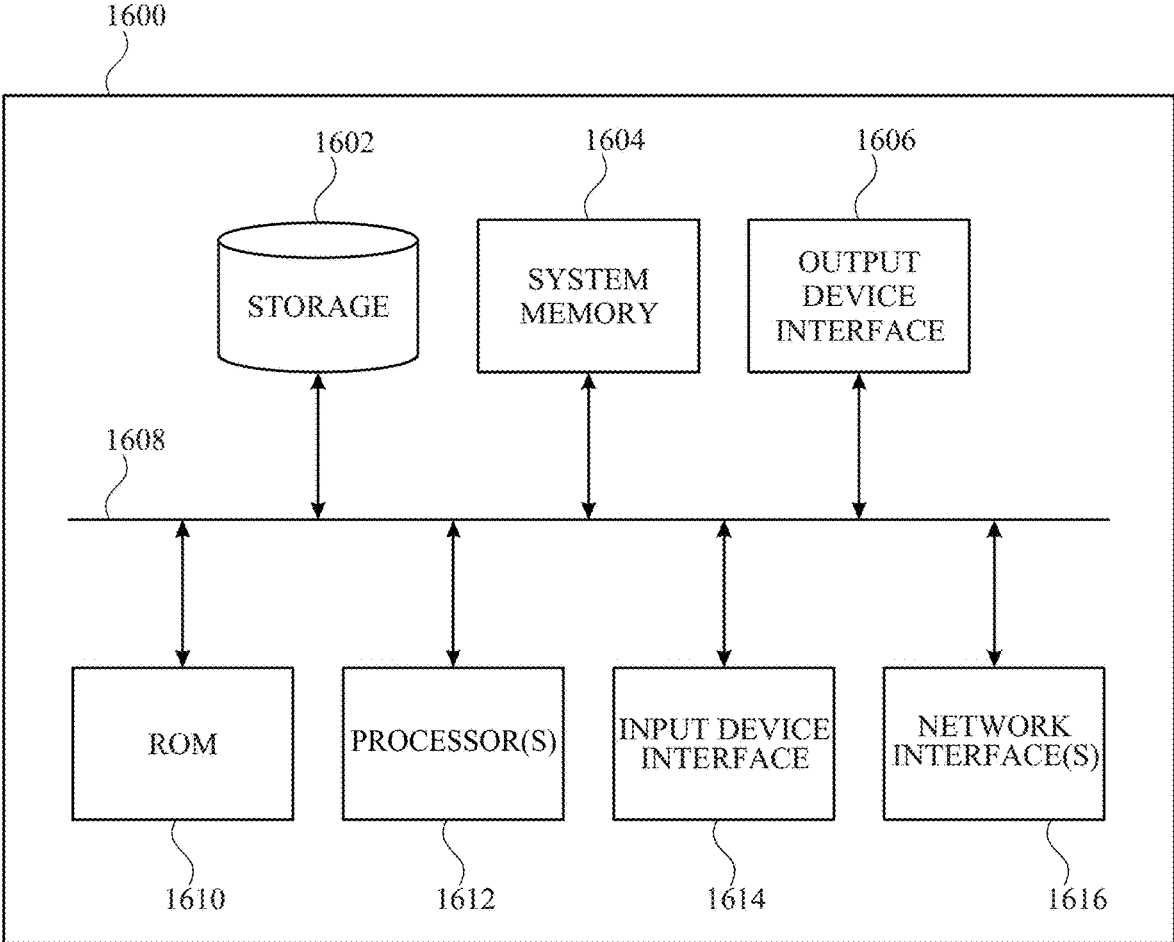 1600
1602
1604
1606
STORAGE
SYSTEM
MEMORY
OUTPUT
DEVICE
INTERFACE
1608
ROM
PROCESSOR(S)
INPUT DEVICE
INTERFACE
NETWORK
INTERFACE(S)
1610
1612
1614
1616